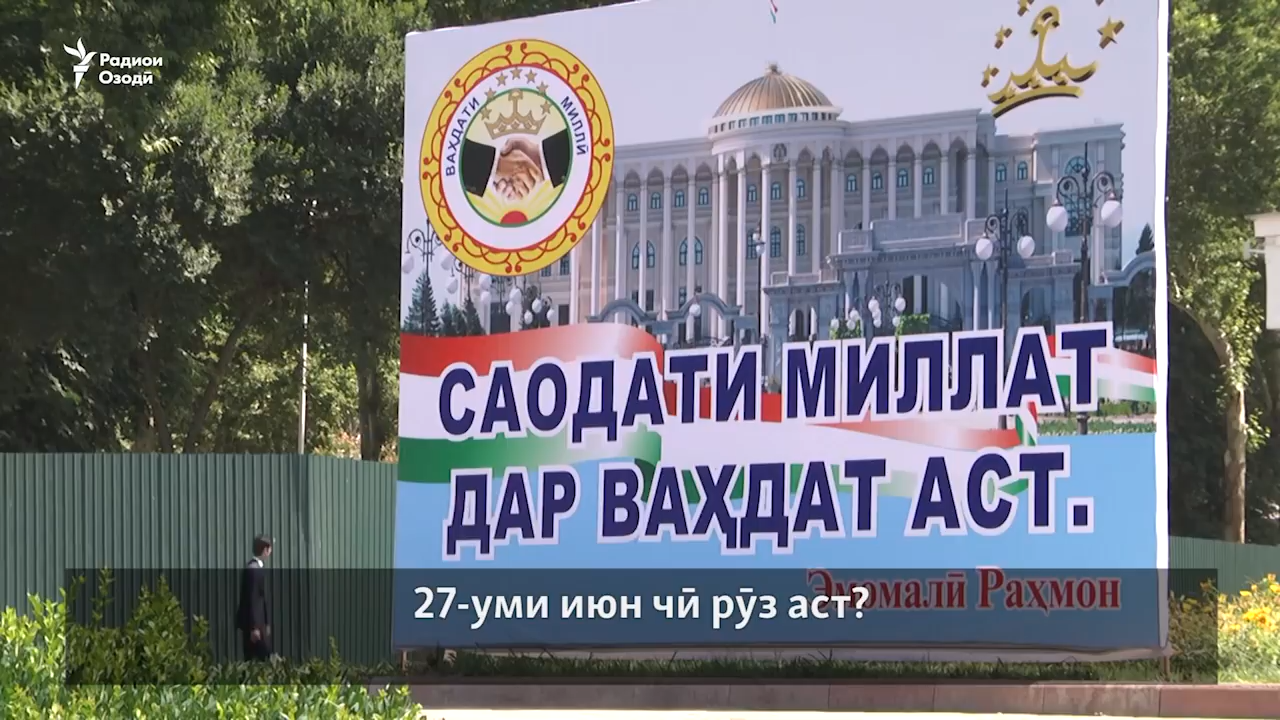 Радиои
Озодӣ
ВАҲДАТИ МИЛЛӢ
САОДАТИ МИЛЛАТ
ДАР ВАҲДАТ АСТ.
Эмомалӣ Раҳмон
27-уми июн чӣ рӯз аст?